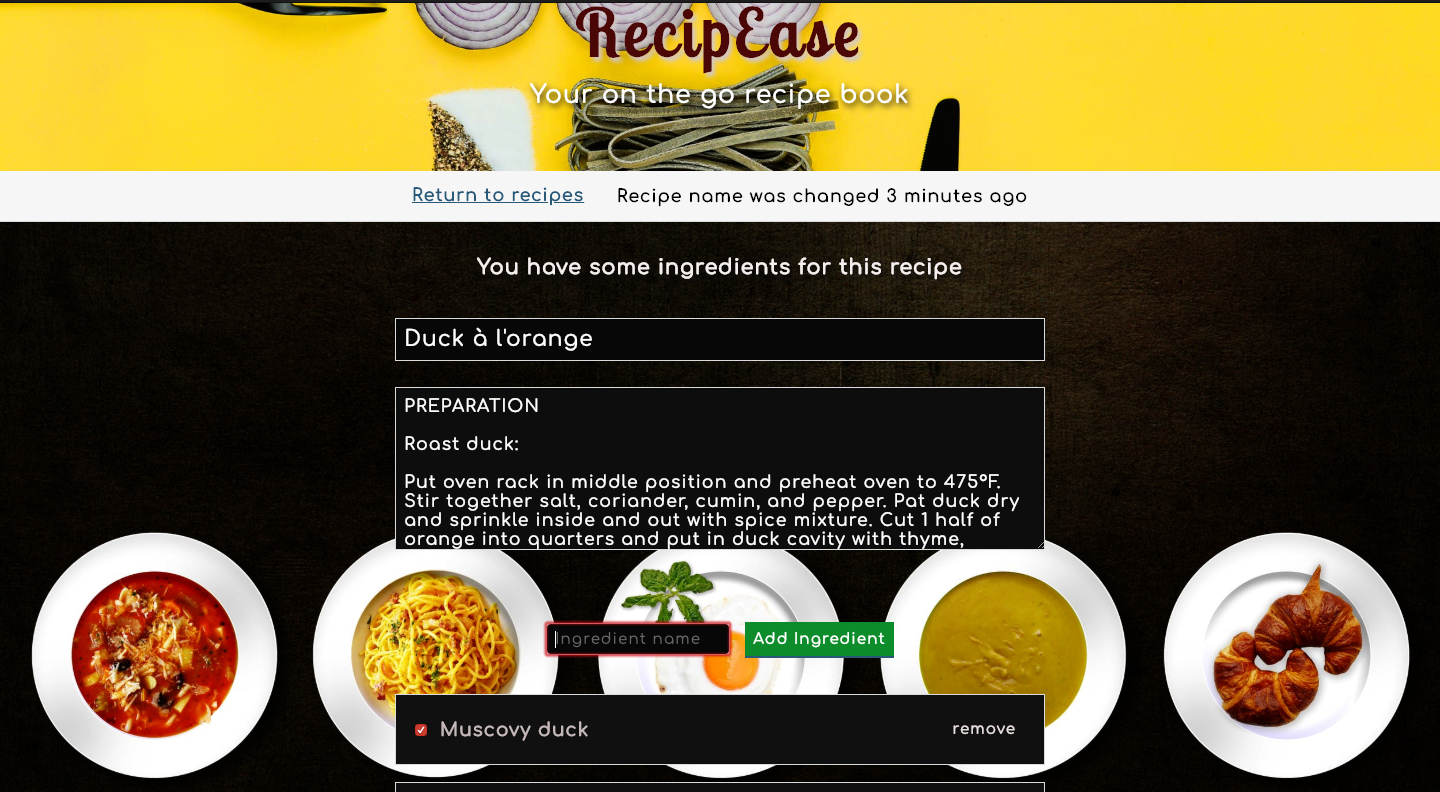 RecipEase
Your on the go recipe book
Return to recipes Recipe name was changed 3 minutes ago
You have some ingredients for this recipe
Duck à l'orange
PREPARATION
Roast duck:
Put oven rack in middle position and preheat oven to 475°F.
Stir together salt, coriander, cumin, and pepper. Pat duck dry
and sprinkle inside and out with spice mixture. Cut 1 half of
orange into quarters and put in duck cavity with thyme,
Ingredient name Add Ingredient
Muscovy duck remove